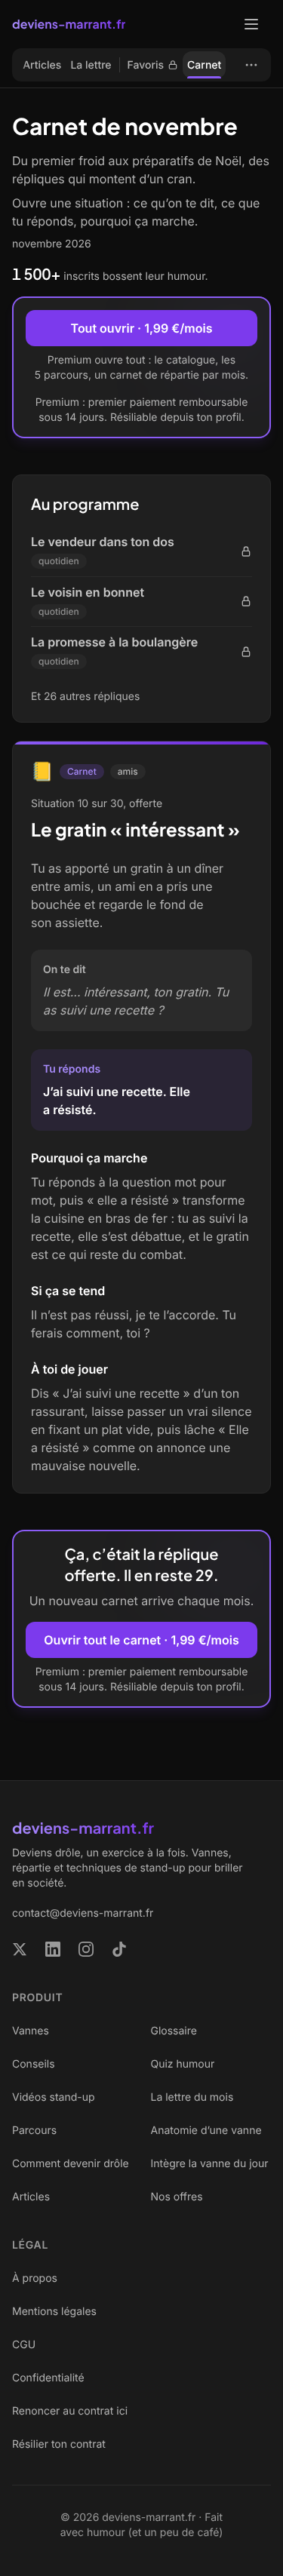 deviens-marrant.fr
Articles La lettre Favoris Carnet
Carnet de novembre
Du premier froid aux préparatifs de Noël, des
répliques qui montent d’un cran.
Ouvre une situation : ce qu’on te dit, ce que
tu réponds, pourquoi ça marche.
novembre 2026
1 500+ inscrits bossent leur humour.
Tout ouvrir · 1,99 €/mois
Premium ouvre tout : le catalogue, les
5 parcours, un carnet de répartie par mois.
Premium : premier paiement remboursable
sous 14 jours. Résiliable depuis ton profil.
Au programme
Le vendeur dans ton dos
quotidien
Le voisin en bonnet
quotidien
La promesse à la boulangère
quotidien
Et 26 autres répliques
Carnet amis
Situation 10 sur 30, offerte
Le gratin « intéressant »
Tu as apporté un gratin à un dîner
entre amis, un ami en a pris une
bouchée et regarde le fond de
son assiette.
On te dit
Il est… intéressant, ton gratin. Tu
as suivi une recette ?
Tu réponds
J’ai suivi une recette. Elle
a résisté.
Pourquoi ça marche
Tu réponds à la question mot pour
mot, puis « elle a résisté » transforme
la cuisine en bras de fer : tu as suivi la
recette, elle s’est débattue, et le gratin
est ce qui reste du combat.
Si ça se tend
Il n’est pas réussi, je te l’accorde. Tu
ferais comment, toi ?
À toi de jouer
Dis « J’ai suivi une recette » d’un ton
rassurant, laisse passer un vrai silence
en fixant un plat vide, puis lâche « Elle
a résisté » comme on annonce une
mauvaise nouvelle.
Ça, c’était la réplique
offerte. Il en reste 29.
Un nouveau carnet arrive chaque mois.
Ouvrir tout le carnet · 1,99 €/mois
Premium : premier paiement remboursable
sous 14 jours. Résiliable depuis ton profil.
deviens-marrant.fr
Deviens drôle, un exercice à la fois. Vannes,
répartie et techniques de stand-up pour briller
en société.
contact@deviens-marrant.fr
PRODUIT
Vannes Glossaire
Conseils Quiz humour
Vidéos stand-up La lettre du mois
Parcours Anatomie d’une vanne
Comment devenir drôle Intègre la vanne du jour
Articles Nos offres
LÉGAL
À propos
Mentions légales
CGU
Confidentialité
Renoncer au contrat ici
Résilier ton contrat
© 2026 deviens-marrant.fr · Fait
avec humour (et un peu de café)